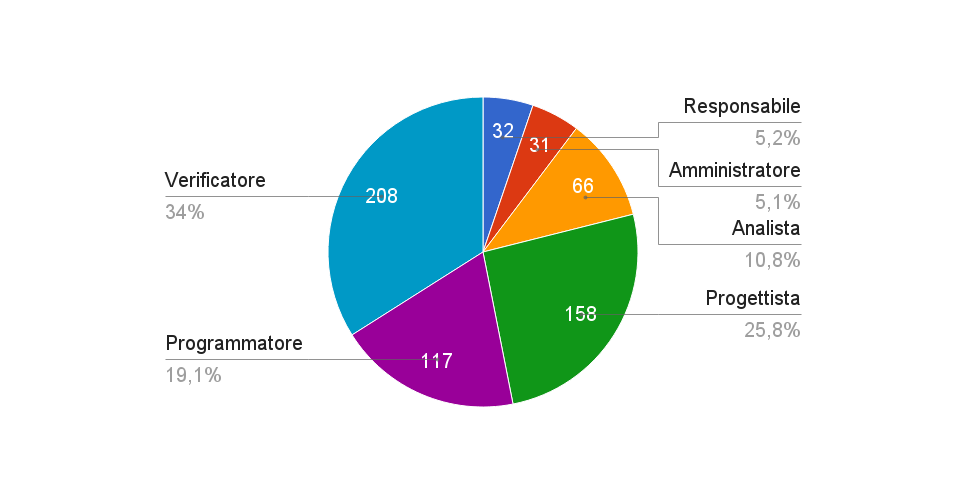 Responsabile
5,2%
Amministratore
5,1%
Analista
10,8%
Progettista
25,8%
Programmatore
19,1%
Verificatore
34%
32
31
66
158
117
208